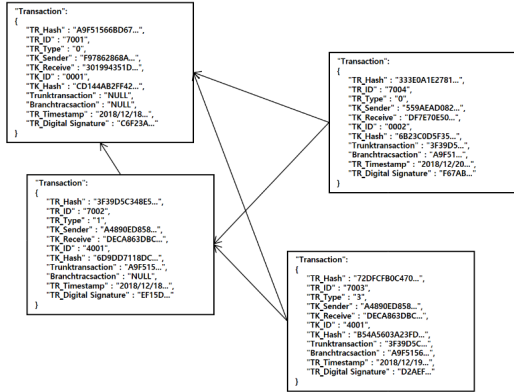 "Transaction":
{
"TR_Hash" : "A9F51566BD67...",
"TR_ID" : "7001",
"TR_Type" : "0",
"TK_Sender" : "F97862868A...",
"TK_Receive" : "301994351D...",
"TK_ID" : "0001",
"TK_Hash" : "CD144AB2FF42...",
"Trunktransaction" : "NULL",
"Branchtracsaction" : "NULL",
"TR_Timestamp" : "2018/12/18...",
"TR_Digital Signature" : "C6F23A..."
}
"Transaction":
{
"TR_Hash" : "333E0A1E2781...",
"TR_ID" : "7004",
"TR_Type" : "0",
"TK_Sender" : "559AEAD082...",
"TK_Receive" : "DF7E70E50...",
"TK_ID" : "0002",
"TK_Hash" : "6B23C0D5F35...",
"Trunktransaction" : "3F39D5...",
"Branchtracsaction" : "A9F51...",
"TR_Timestamp" : "2018/12/20...",
"TR_Digital Signature" : "F67AB..."
}
"Transaction":
{
"TR_Hash" : "3F39D5C348E5...",
"TR_ID" : "7002",
"TR_Type" : "1",
"TK_Sender" : "A4890ED858...",
"TK_Receive" : "DECA863DBC...",
"TK_ID" : "4001",
"TK_Hash" : "6D9DD7118DC...",
"Trunktransaction" : "A9F515...",
"Branchtracsaction" : "NULL",
"TR_Timestamp" : "2018/12/18...",
"TR_Digital Signature" : "EF15D..."
}
"Transaction":
{
"TR_Hash" : "72DFCFB0C470...",
"TR_ID" : "7003",
"TR_Type" : "3",
"TK_Sender" : "A4890ED858...",
"TK_Receive" : "DECA863DBC...",
"TK_ID" : "4001",
"TK_Hash" : "B54A5603A23FD...",
"Trunktransaction" : "3F39D5C...",
"Branchtracsaction" : "A9F5156...",
"TR_Timestamp" : "2018/12/19...",
"TR_Digital Signature" : "D2AEF..."
}